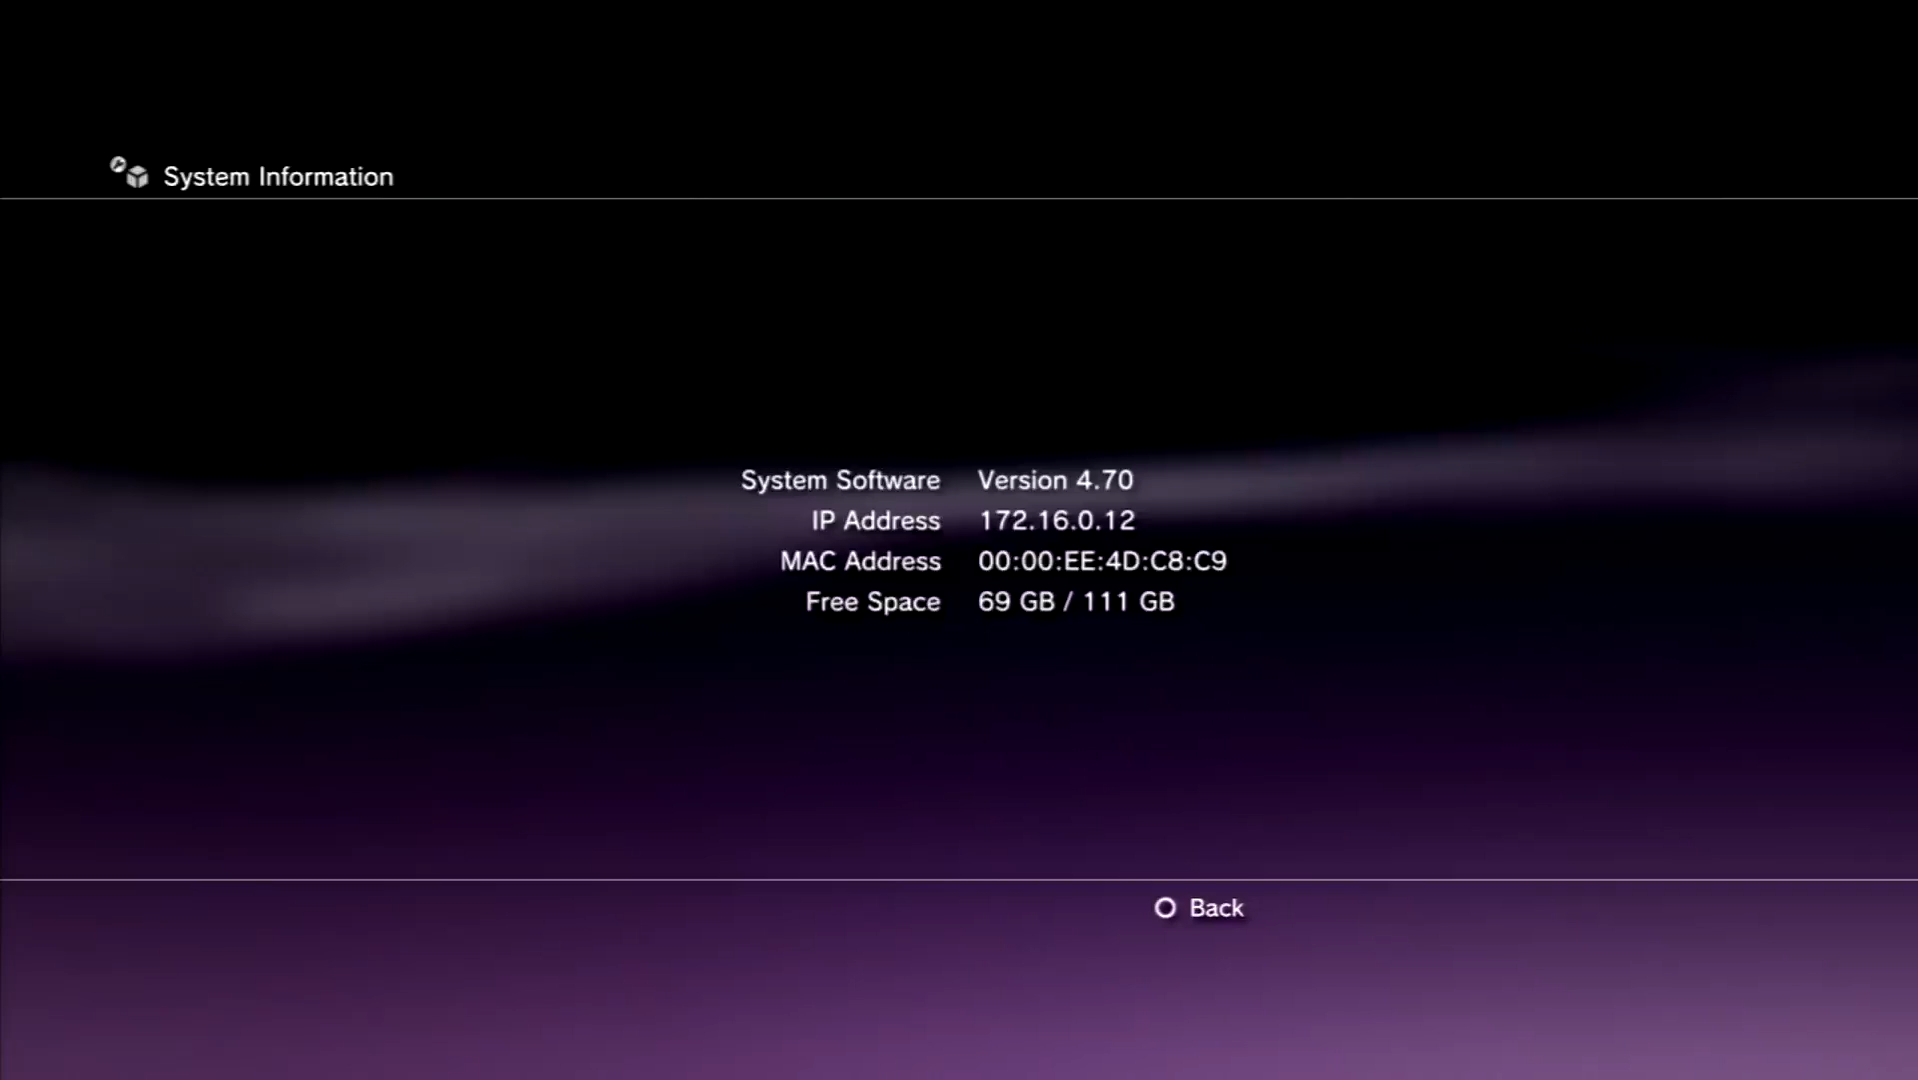 System Information
System Software Version 4.70
IP Address 172.16.0.12
MAC Address 00:00:EE:4D:C8:C9
Free Space 69 GB / 111 GB
Back